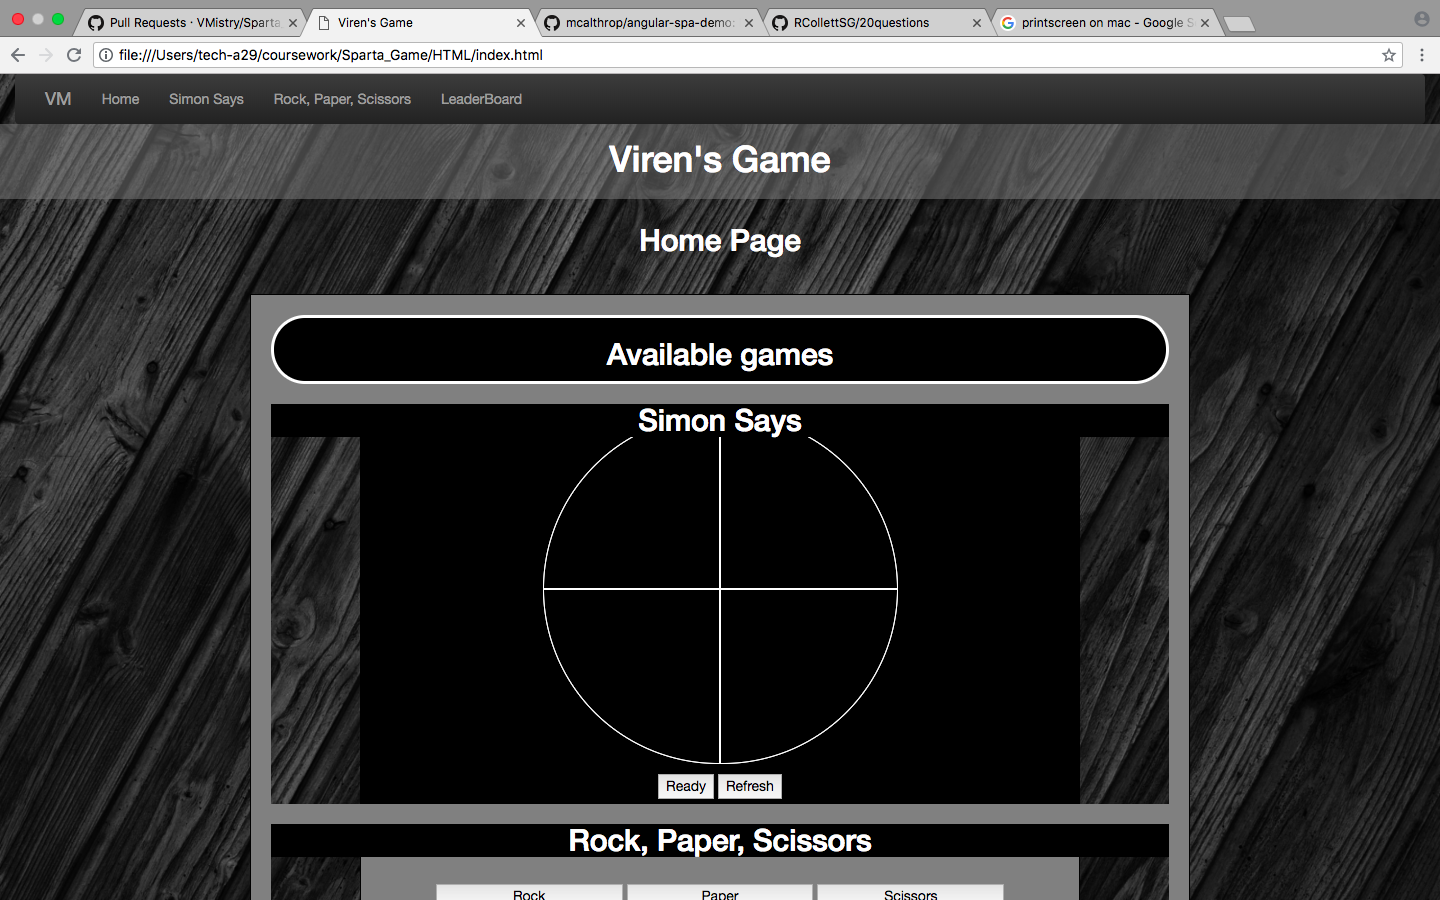 Pull Requests · VMistry/Sparta
Viren's Game
mcalthrop/angular-spa-demo:
RCollettSG/20questions
printscreen on mac - Google S
file:///Users/tech-a29/coursework/Sparta_Game/HTML/index.html
VM Home Simon Says Rock, Paper, Scissors LeaderBoard
Viren's Game
Home Page
Available games
Simon Says
Ready Refresh
Rock, Paper, Scissors
Rock Paper Scissors